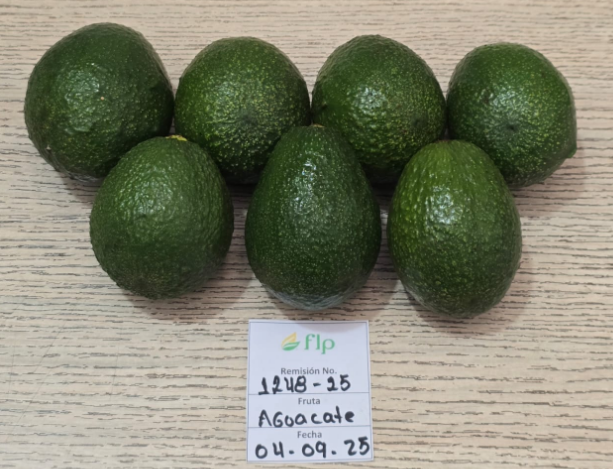 flp
Remisión No.
1248-25
Fruta
AGOacate
Fecha
04.09.25